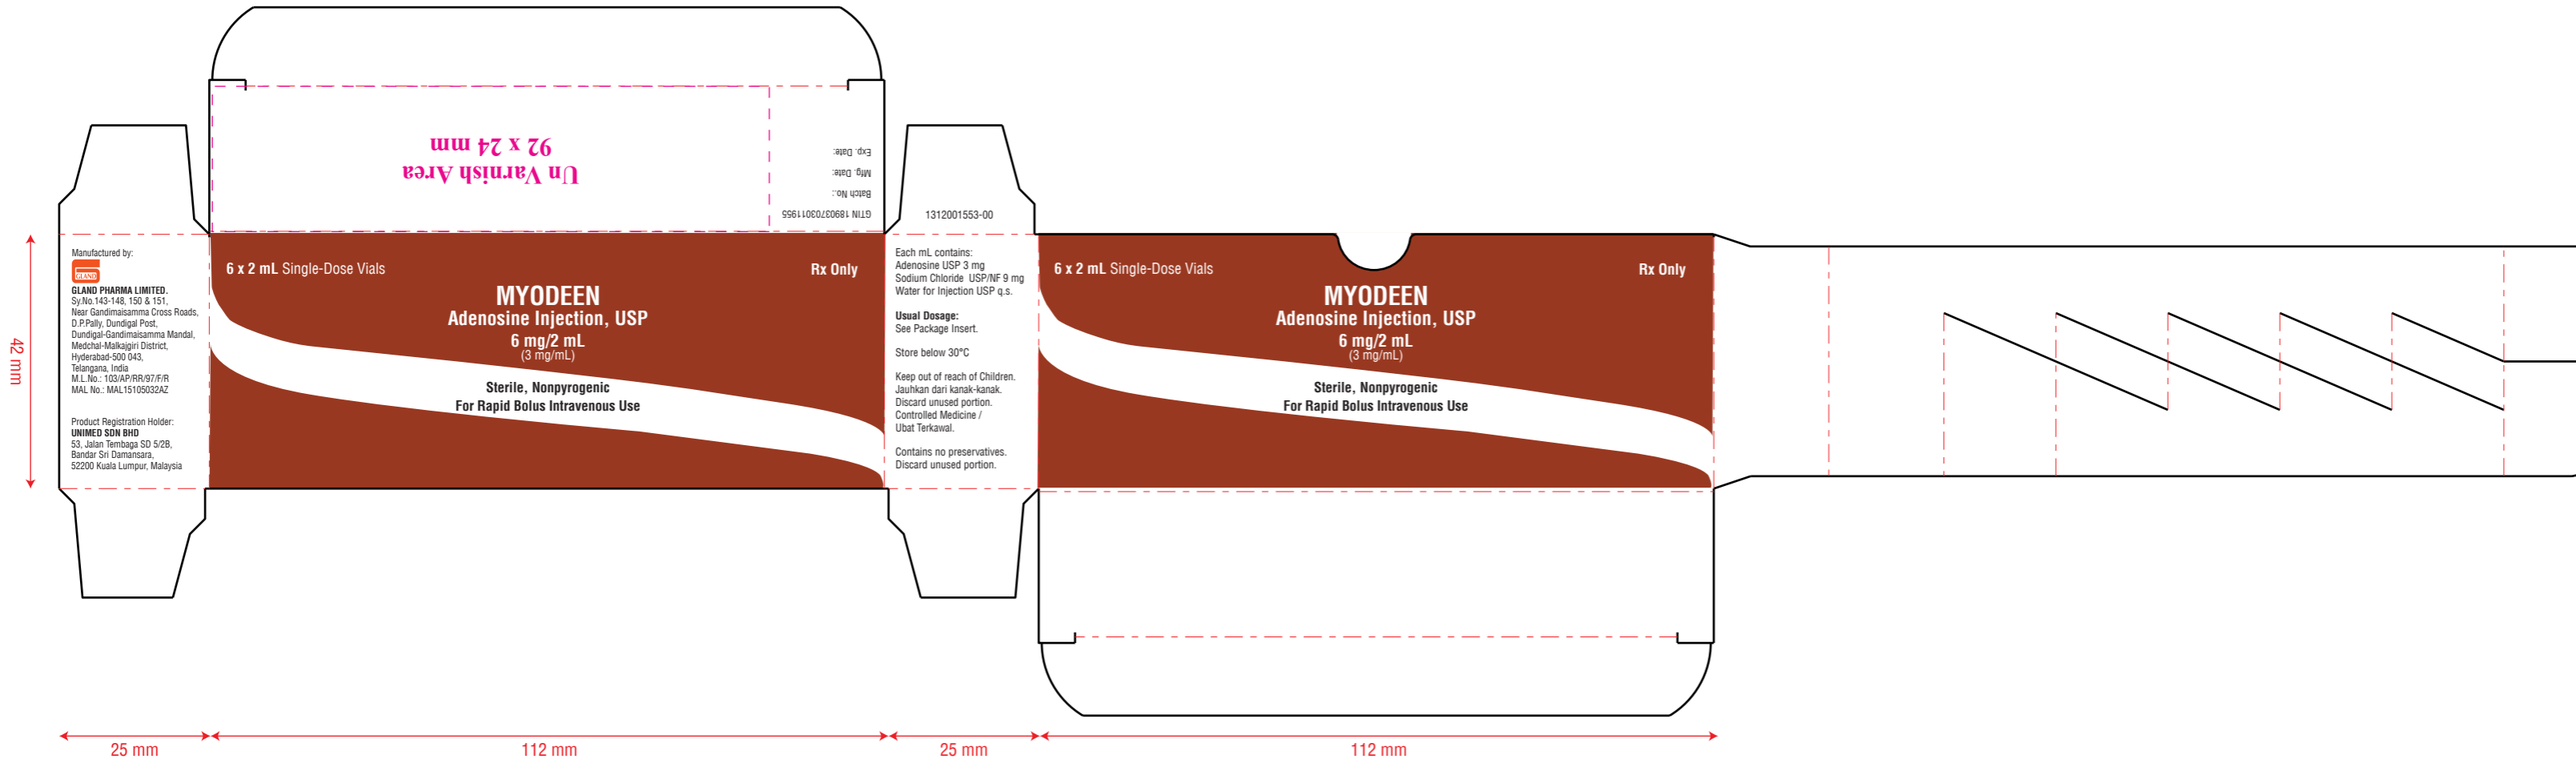 Un Varnish Area
92 x 24 mm
GTIN 18903703011955
Batch No.:
Mfg. Date:
Exp. Date:
1312001553-00
42 mm
Manufactured by:
GLAND
GLAND PHARMA LIMITED.
Sy.No.143-148, 150 & 151,
Near Gandimaisamma Cross Roads,
D.P.Pally, Dundigal Post,
Dundigal-Gandimaisamma Mandal,
Medchal-Malkajgiri District,
Hyderabad-500 043,
Telangana, India
M.L.No.: 103/AP/RR/97/F/R
MAL No.: MAL15105032AZ
Product Registration Holder:
UNIMED SDN BHD
53, Jalan Tembaga SD 5/2B,
Bandar Sri Damansara,
52200 Kuala Lumpur, Malaysia
6 x 2 mL Single-Dose Vials
Rx Only
MYODEEN
Adenosine Injection, USP
6 mg/2 mL
(3 mg/mL)
Sterile, Nonpyrogenic
For Rapid Bolus Intravenous Use
Each mL contains:
Adenosine USP 3 mg
Sodium Chloride USP/NF 9 mg
Water for Injection USP q.s.
Usual Dosage:
See Package Insert.
Store below 30°C
Keep out of reach of Children.
Jauhkan dari kanak-kanak.
Discard unused portion.
Controlled Medicine /
Ubat Terkawal.
Contains no preservatives.
Discard unused portion.
6 x 2 mL Single-Dose Vials
Rx Only
MYODEEN
Adenosine Injection, USP
6 mg/2 mL
(3 mg/mL)
Sterile, Nonpyrogenic
For Rapid Bolus Intravenous Use
25 mm
112 mm
25 mm
112 mm